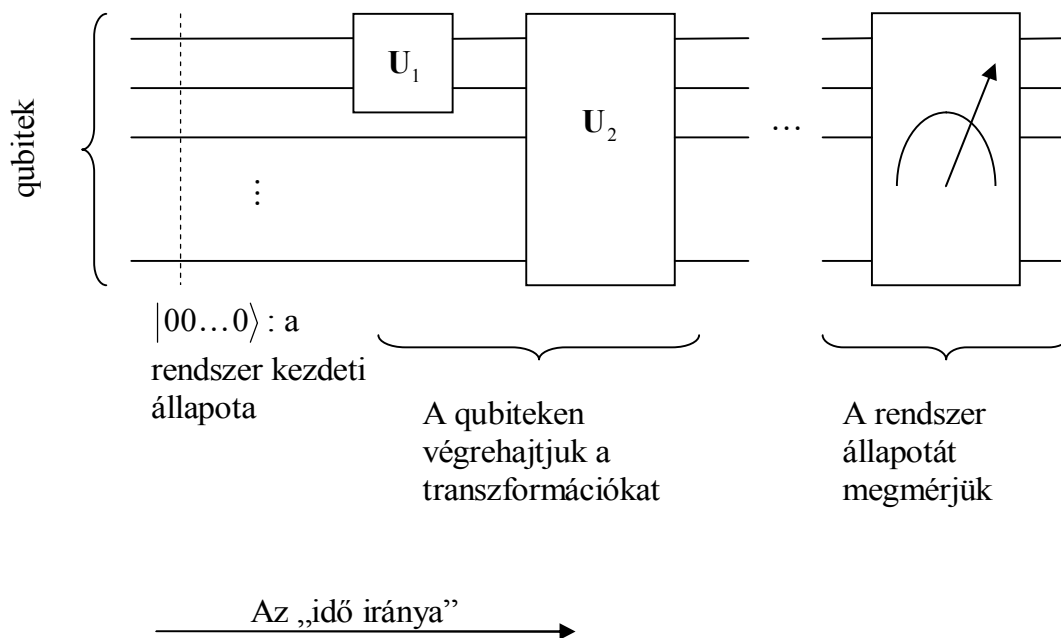 qubitek
U₁
U₂
⋮
…
|00…0⟩ : a
rendszer kezdeti
állapota
A qubiteken
végrehajtjuk a
transzformációkat
A rendszer
állapotát
megmérjük
Az „idő iránya”